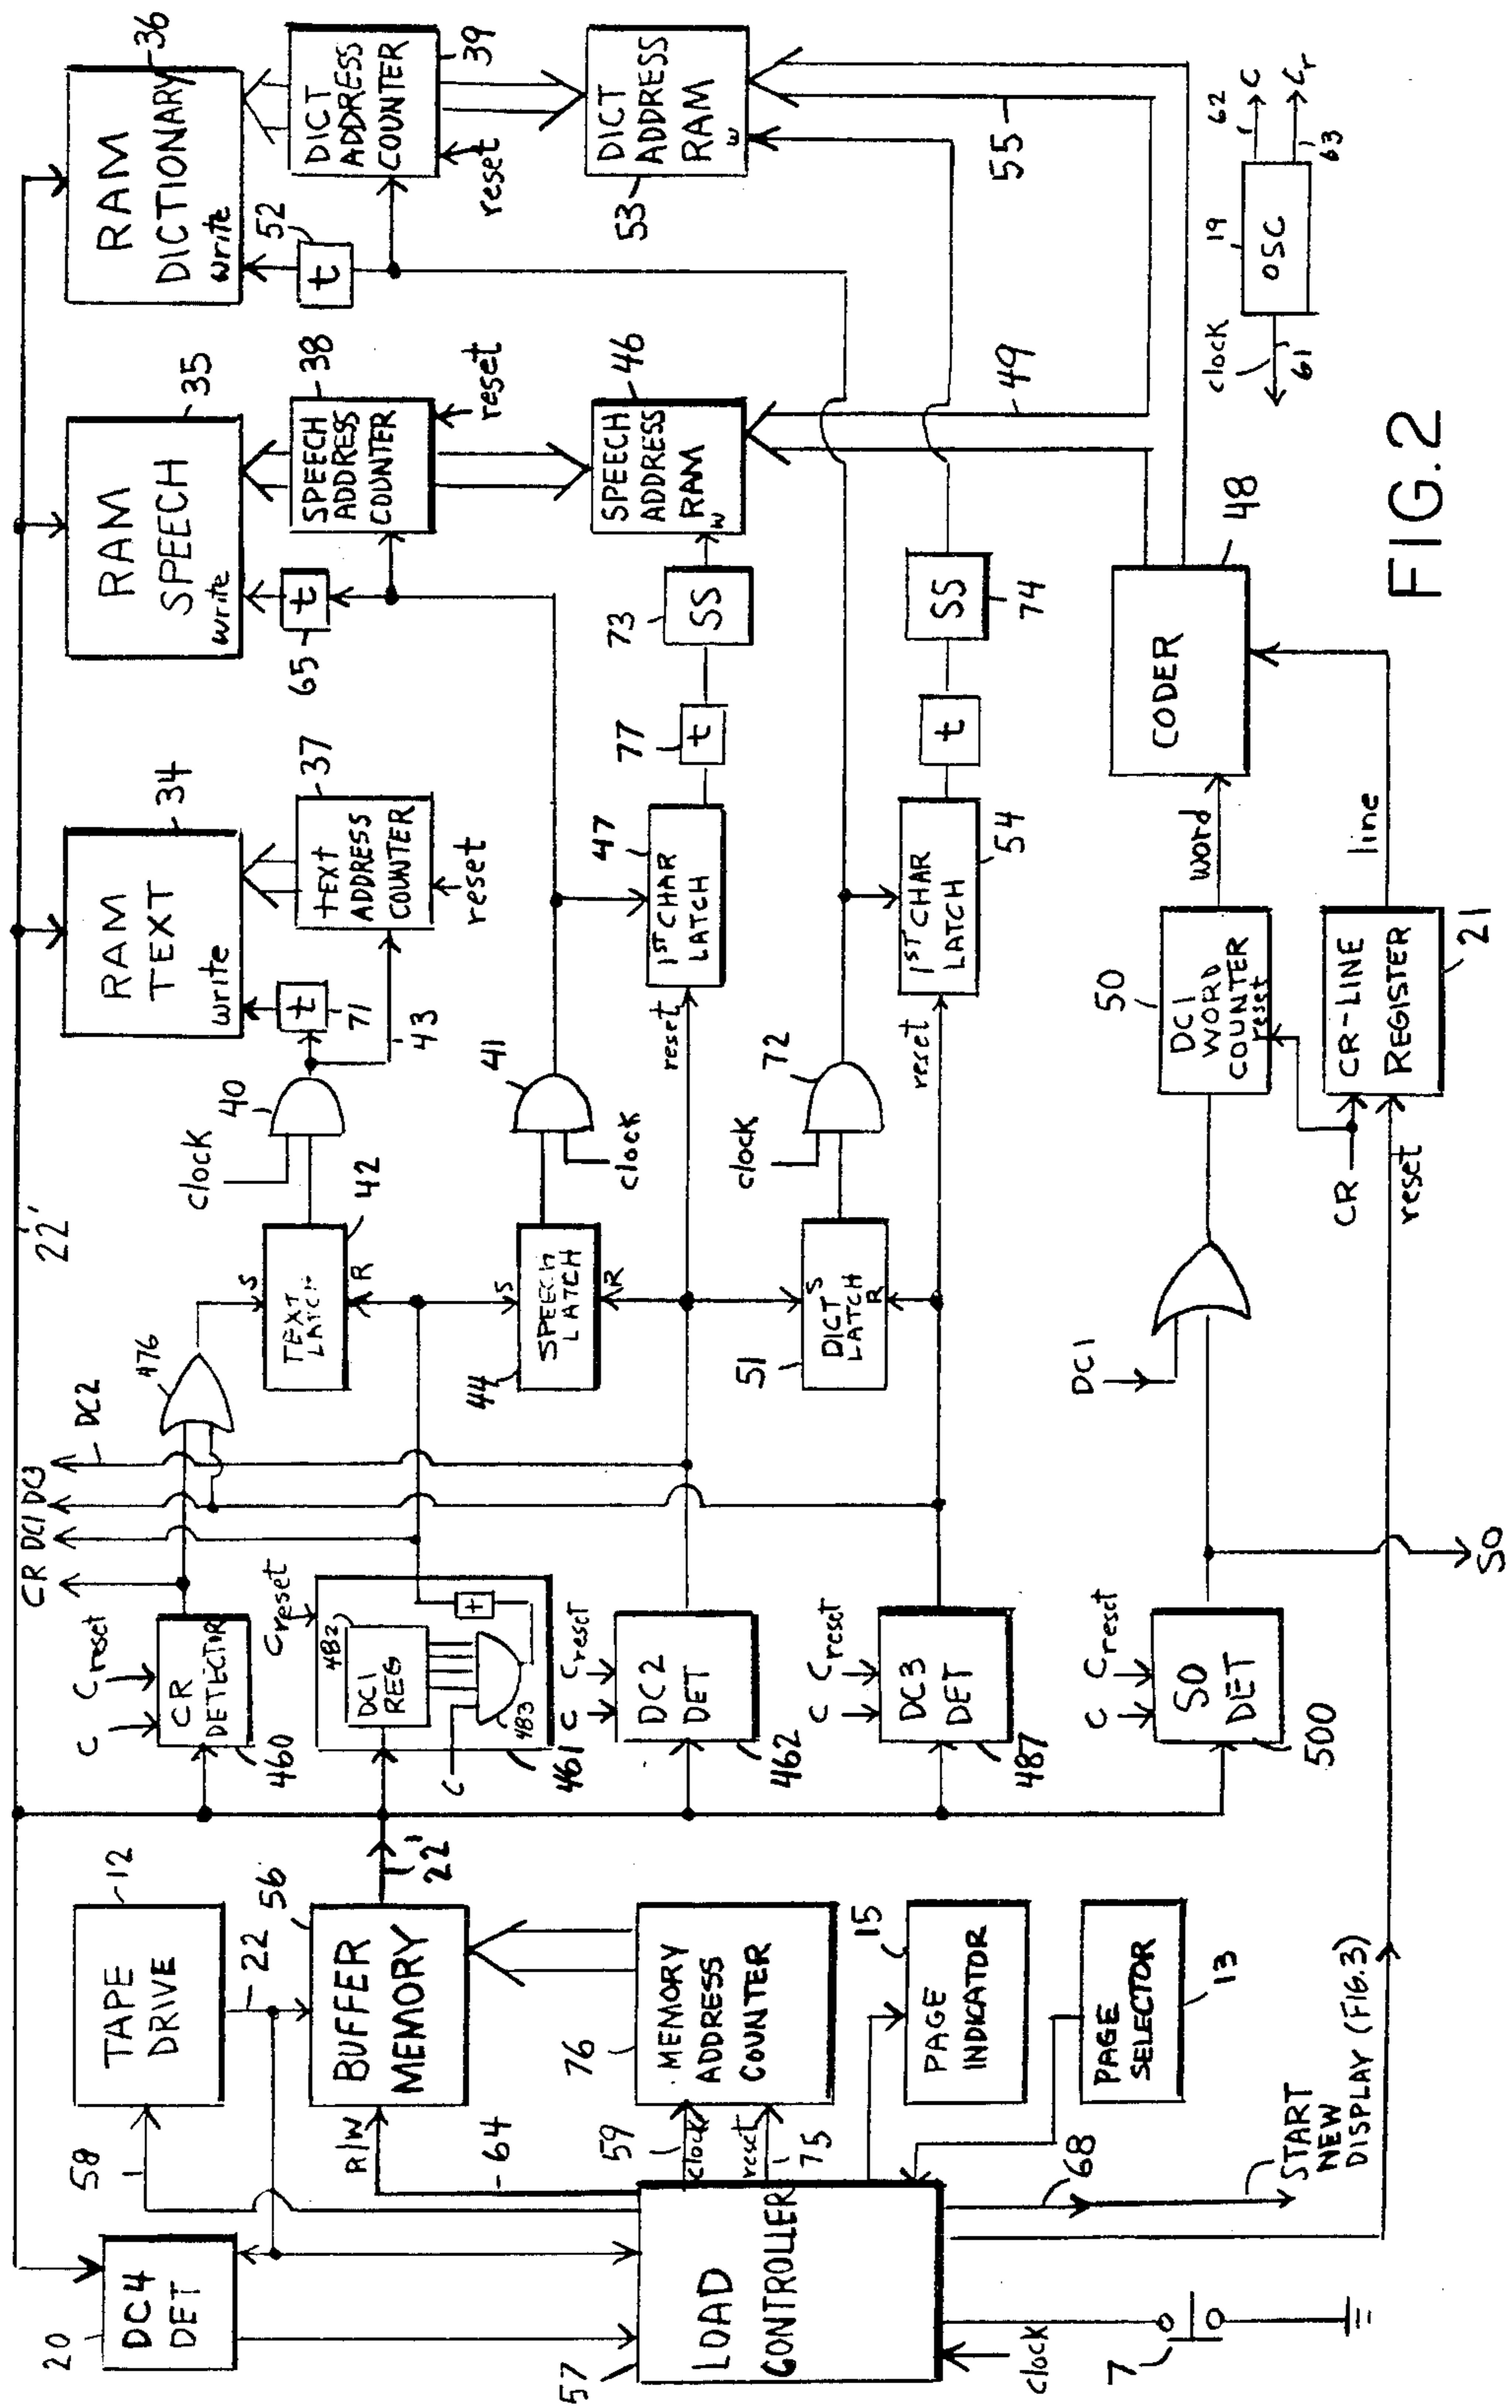 22'
RAM
TEXT
write
34
RAM
SPEECH
write
35
RAM
DICTIONARY
write
36
t
71
43
TEXT
ADDRESS
COUNTER
37
reset
t
65
SPEECH
ADDRESS
COUNTER
38
reset
t
52
DICT
ADDRESS
COUNTER
39
reset
20
DC4
DET
58
TAPE
DRIVE
12
22
CR
DC1
DC3
DC2
C
Creset
CR
DETECTOR
460
476
S
TEXT
LATCH
R
42
clock
40
56
BUFFER
MEMORY
R/W
64
22'
Creset
482
DC1
REG
t
483
C
461
S
SPEECH
LATCH
R
44
41
clock
1ST CHAR
LATCH
47
reset
77
t
73
SS
SPEECH
ADDRESS
RAM
W
46
DICT
ADDRESS
RAM
W
53
57
LOAD
CONTROLLER
59
clock
reset
75
76
MEMORY
ADDRESS
COUNTER
C
Creset
DC2
DET
462
51
DICT
LATCH
S
R
clock
72
reset
1ST CHAR
LATCH
54
t
SS
74
49
55
15
PAGE
INDICATOR
C
Creset
DC3
DET
487
PAGE
SELECTOR
13
C
Creset
SO
DET
500
DC1
50
DC1
WORD
COUNTER
reset
word
CODER
48
clock
61
19
OSC
62
C
63
Cr
clock
7
68
START
NEW
DISPLAY (FIG.3)
SO
CR
reset
CR-LINE
REGISTER
21
line
FIG.2